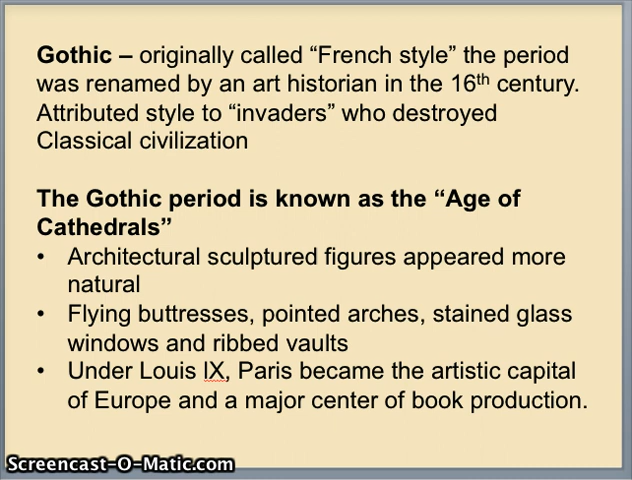 Gothic – originally called “French style” the period
was renamed by an art historian in the 16th century.
Attributed style to “invaders” who destroyed
Classical civilization
The Gothic period is known as the “Age of
Cathedrals”
• Architectural sculptured figures appeared more
natural
• Flying buttresses, pointed arches, stained glass
windows and ribbed vaults
• Under Louis IX, Paris became the artistic capital
of Europe and a major center of book production.
Screencast-O-Matic.com